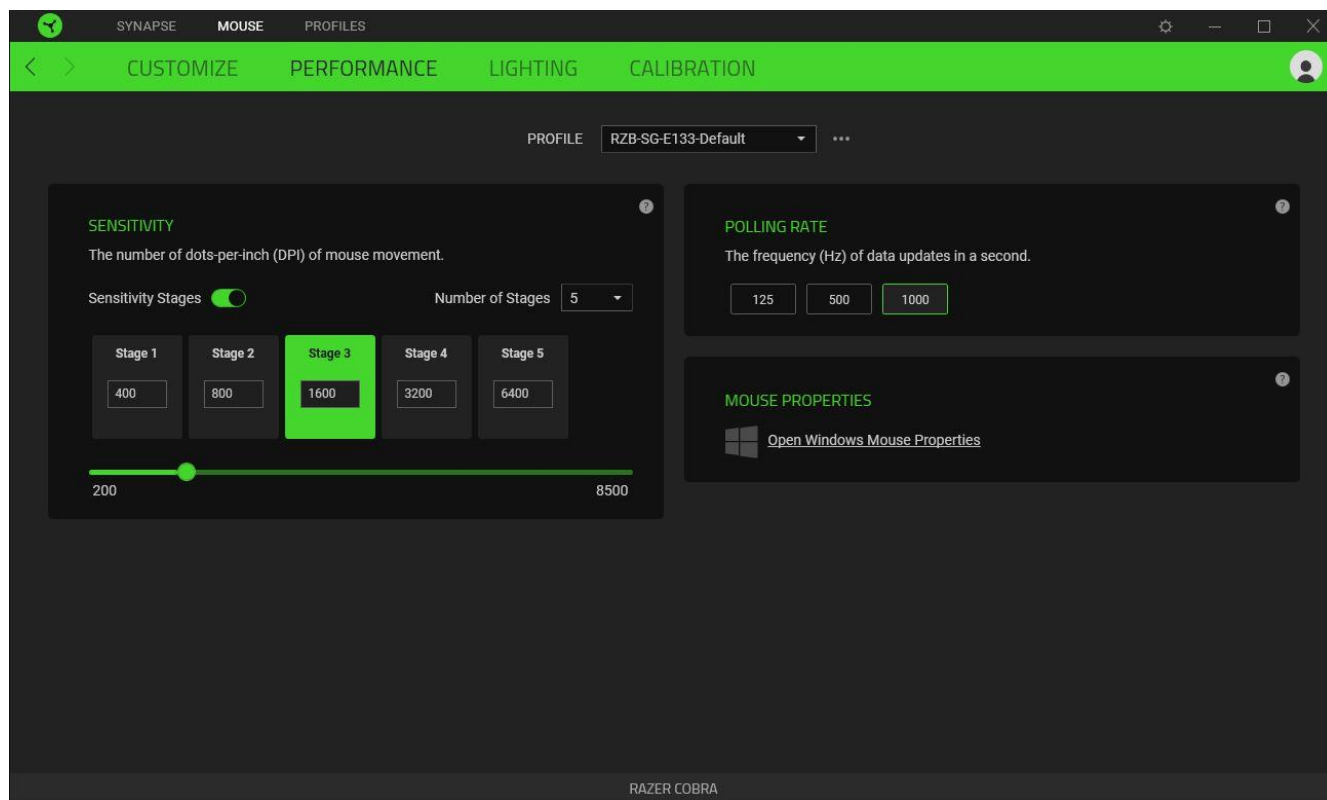 SYNAPSE MOUSE PROFILES
CUSTOMIZE PERFORMANCE LIGHTING CALIBRATION
PROFILE RZB-SG-E133-Default
SENSITIVITY
The number of dots-per-inch (DPI) of mouse movement.
Sensitivity Stages Number of Stages 5
Stage 1 Stage 2 Stage 3 Stage 4 Stage 5
400 800 1600 3200 6400
200 8500
POLLING RATE
The frequency (Hz) of data updates in a second.
125 500 1000
MOUSE PROPERTIES
Open Windows Mouse Properties
RAZER COBRA